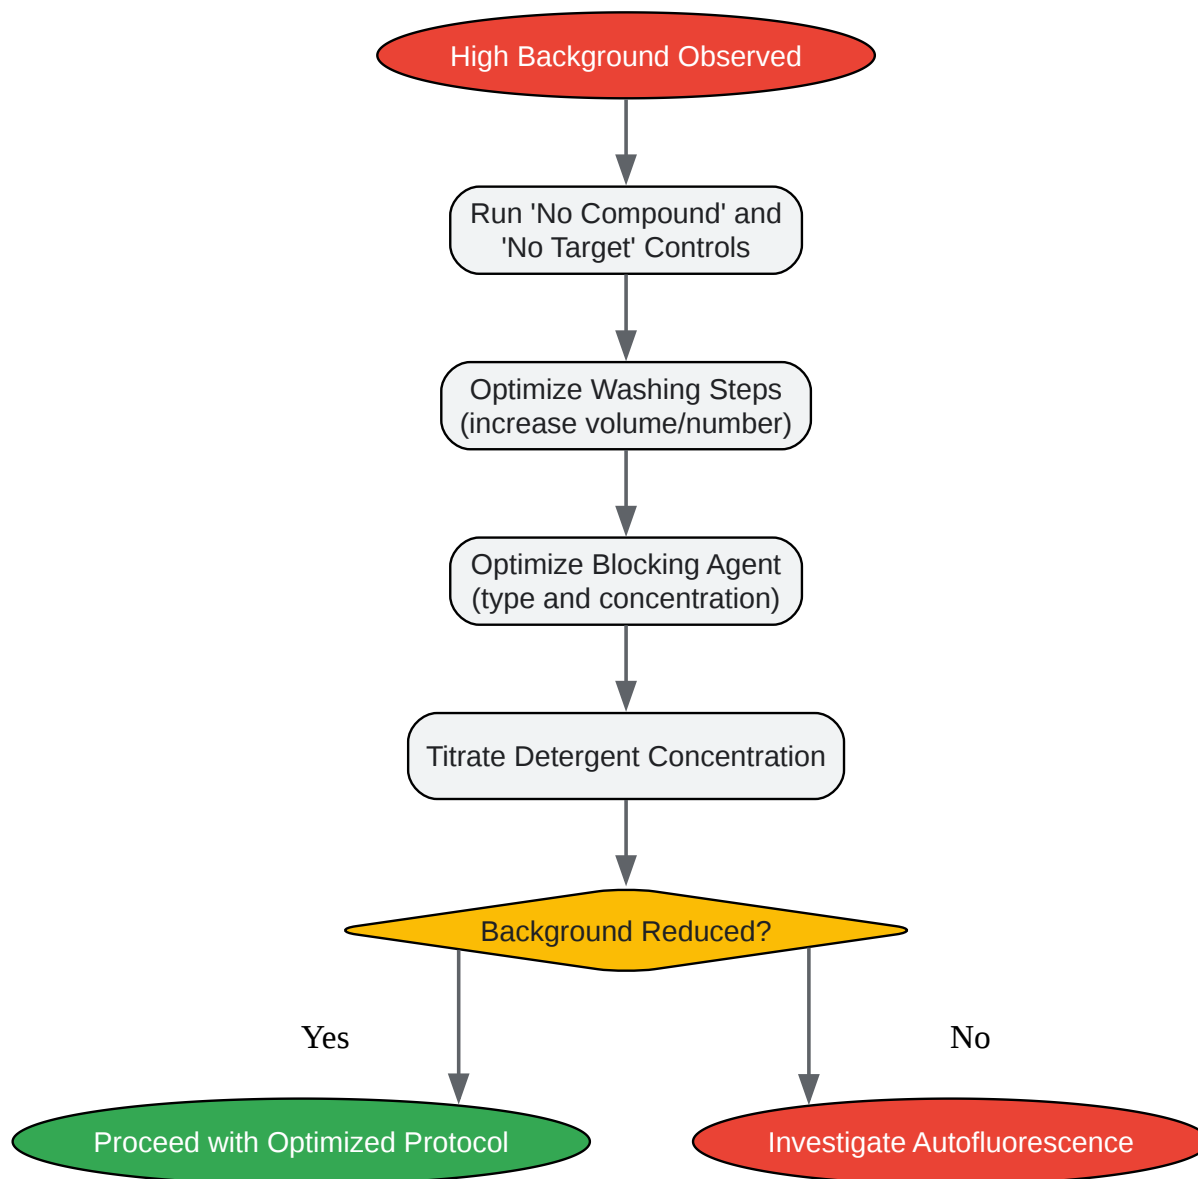 High Background Observed
Run 'No Compound' and
'No Target' Controls
Optimize Washing Steps
(increase volume/number)
Optimize Blocking Agent
(type and concentration)
Titrate Detergent Concentration
Background Reduced?
Yes
No
Proceed with Optimized Protocol
Investigate Autofluorescence